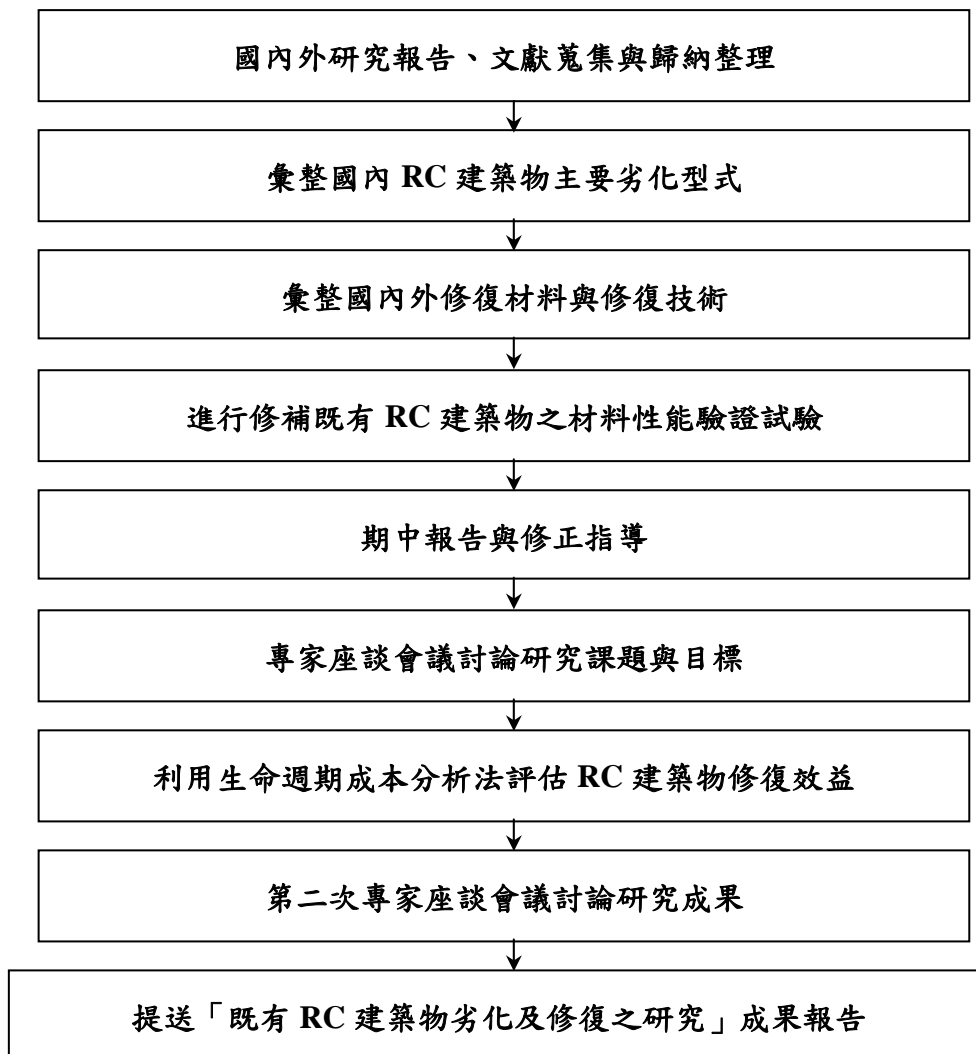 國內外研究報告、文獻蒐集與歸納整理
彙整國內 RC 建築物主要劣化型式
彙整國內外修復材料與修復技術
進行修補既有 RC 建築物之材料性能驗證試驗
期中報告與修正指導
專家座談會議討論研究課題與目標
利用生命週期成本分析法評估 RC 建築物修復效益
第二次專家座談會議討論研究成果
提送「既有 RC 建築物劣化及修復之研究」成果報告